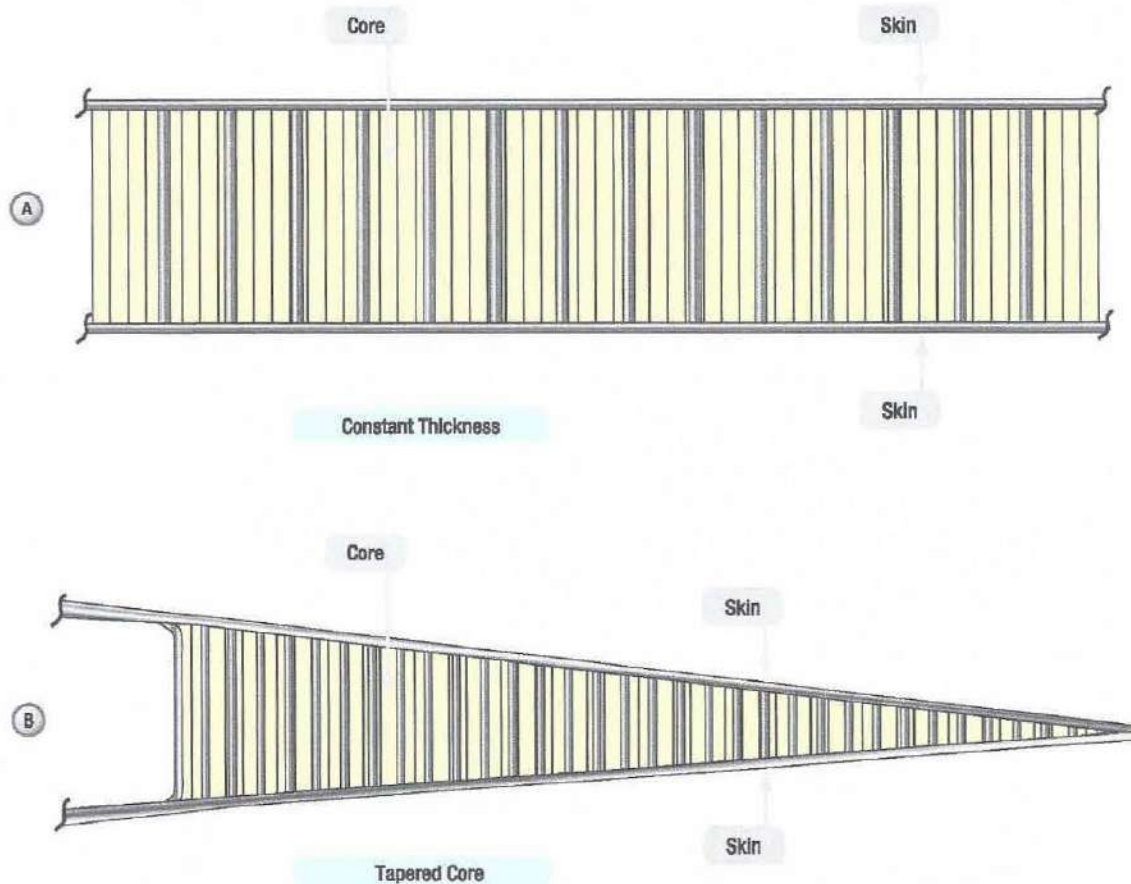 Core
Skin
A
Skin
Constant Thickness
Core
Skin
B
Skin
Tapered Core